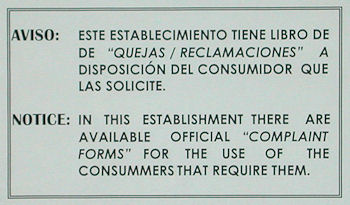 AVISO: ESTE ESTABLECIMIENTO TIENE LIBRO DE
DE "QUEJAS / RECLAMACIONES" A
DISPOSICIÓN DEL CONSUMIDOR QUE
LAS SOLICITE.
NOTICE: IN THIS ESTABLISHMENT THERE ARE
AVAILABLE OFFICIAL "COMPLAINT
FORMS" FOR THE USE OF THE
CONSUMMERS THAT REQUIRE THEM.